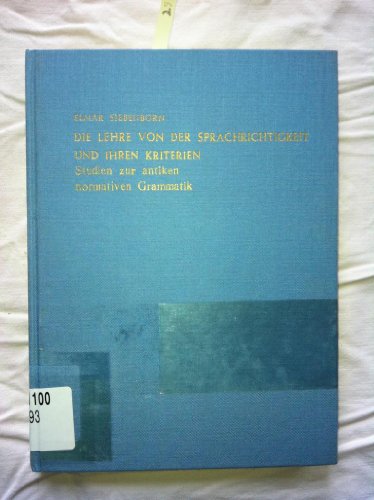 ELMAR SIEBENBORN
DIE LEHRE VON DER SPRACHRICHTIGKEIT
UND IHREN KRITERIEN
Studien zur antiken
normativen Grammatik
100
93